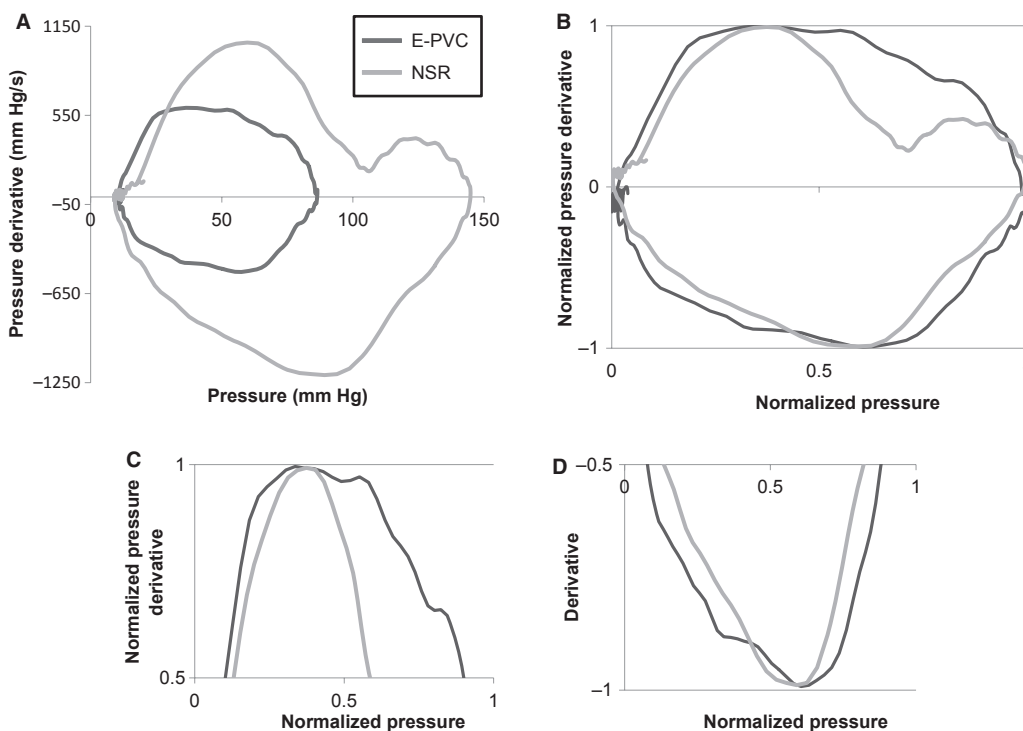 A
1150
550
−50
−650
−1250
0
50
100
150
Pressure derivative (mm Hg/s)
Pressure (mm Hg)
E-PVC
NSR
B
1
0
−1
0
0.5
Normalized pressure derivative
Normalized pressure
C
1
0.5
0
0.5
1
Normalized pressure
derivative
Normalized pressure
D
−0.5
−1
0
0.5
1
Derivative
Normalized pressure